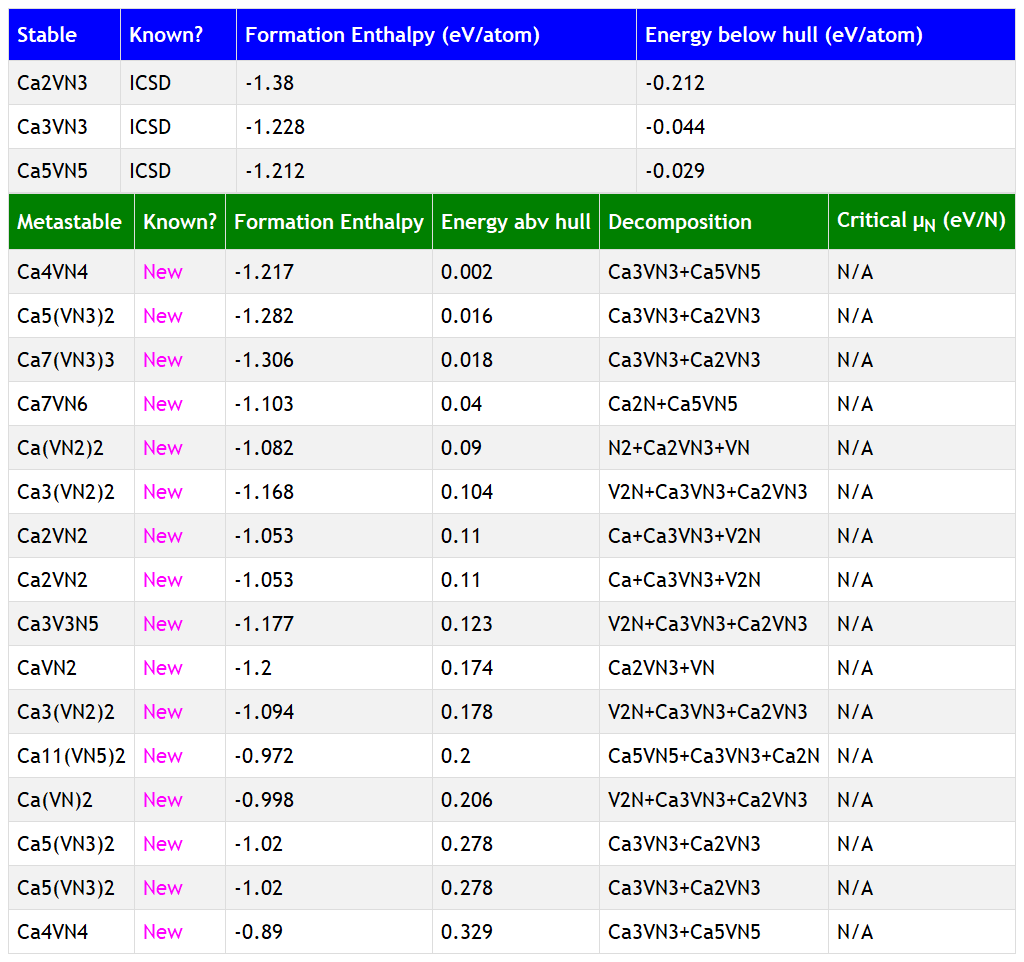 Stable Known? Formation Enthalpy (eV/atom) Energy below hull (eV/atom)
Ca2VN3 ICSD -1.38 -0.212
Ca3VN3 ICSD -1.228 -0.044
Ca5VN5 ICSD -1.212 -0.029
Metastable Known? Formation Enthalpy Energy abv hull Decomposition Critical μN (eV/N)
Ca4VN4 New -1.217 0.002 Ca3VN3+Ca5VN5 N/A
Ca5(VN3)2 New -1.282 0.016 Ca3VN3+Ca2VN3 N/A
Ca7(VN3)3 New -1.306 0.018 Ca3VN3+Ca2VN3 N/A
Ca7VN6 New -1.103 0.04 Ca2N+Ca5VN5 N/A
Ca(VN2)2 New -1.082 0.09 N2+Ca2VN3+VN N/A
Ca3(VN2)2 New -1.168 0.104 V2N+Ca3VN3+Ca2VN3 N/A
Ca2VN2 New -1.053 0.11 Ca+Ca3VN3+V2N N/A
Ca2VN2 New -1.053 0.11 Ca+Ca3VN3+V2N N/A
Ca3V3N5 New -1.177 0.123 V2N+Ca3VN3+Ca2VN3 N/A
CaVN2 New -1.2 0.174 Ca2VN3+VN N/A
Ca3(VN2)2 New -1.094 0.178 V2N+Ca3VN3+Ca2VN3 N/A
Ca11(VN5)2 New -0.972 0.2 Ca5VN5+Ca3VN3+Ca2N N/A
Ca(VN)2 New -0.998 0.206 V2N+Ca3VN3+Ca2VN3 N/A
Ca5(VN3)2 New -1.02 0.278 Ca3VN3+Ca2VN3 N/A
Ca5(VN3)2 New -1.02 0.278 Ca3VN3+Ca2VN3 N/A
Ca4VN4 New -0.89 0.329 Ca3VN3+Ca5VN5 N/A